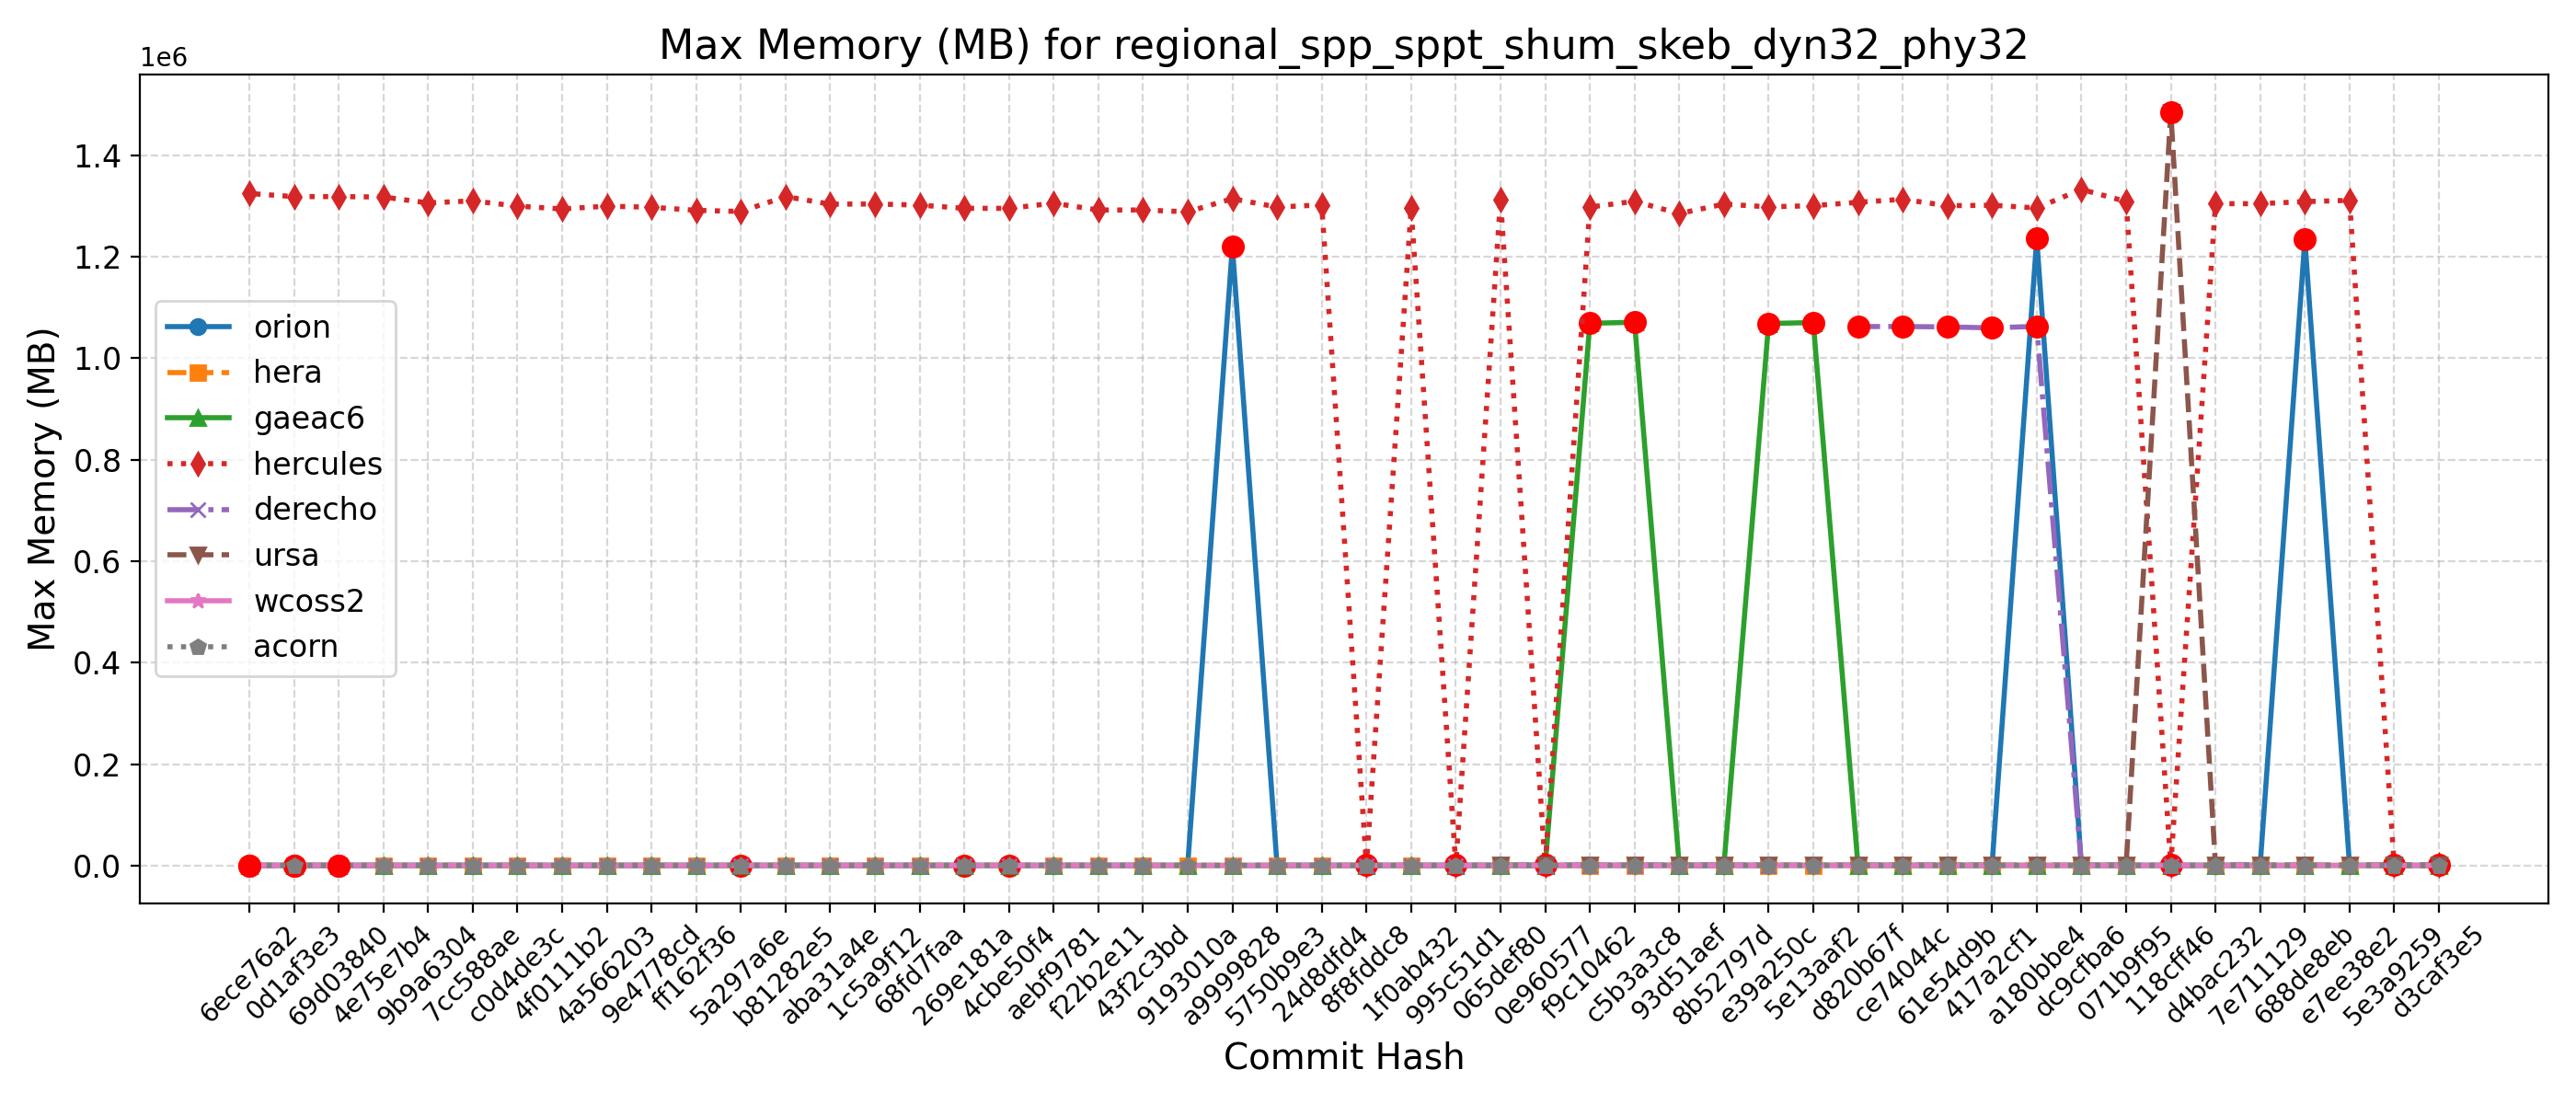 Max Memory (MB) for regional_spp_sppt_shum_skeb_dyn32_phy32
1e6
1.4
1.2
1.0
0.8
0.6
0.4
0.2
0.0
Max Memory (MB)
orion
hera
gaeac6
hercules
derecho
ursa
wcoss2
acorn
6ece76a2
0d1af3e3
69d03840
4e75e7b4
9b9a6304
7cc588ae
c0d4de3c
4f0111b2
4a566203
9e4778cd
ff162f36
5a297a6e
b81282e5
aba31a4e
1c5a9f12
68fd7faa
269e181a
4cbe50f4
aebf9781
f22b2e11
43f2c3bd
9193010a
a9999828
5750b9e3
24d8dfd4
8f8fddc8
1f0ab432
995c51d1
065def80
0e960577
f9c10462
c5b3a3c8
93d51aef
8b52797d
e39a250c
5e13aaf2
d820b67f
ce74044c
61e54d9b
417a2cf1
a180bbe4
dc9cfba6
071b9f95
118cff46
d4bac232
7e711129
688de8eb
e7ee38e2
5e3a9259
d3caf3e5
Commit Hash